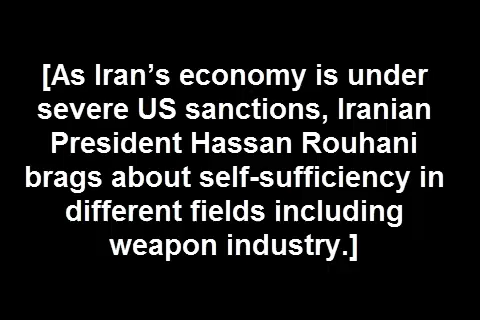 [As Iran’s economy is under
severe US sanctions, Iranian
President Hassan Rouhani
brags about self-sufficiency in
different fields including
weapon industry.]